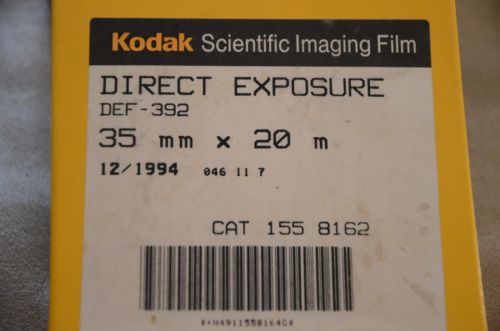 Kodak Scientific Imaging Film
DIRECT EXPOSURE
DEF-392
35 mm x 20 m
12/1994 046 11 7
CAT 155 8162
*+H4911558164G*